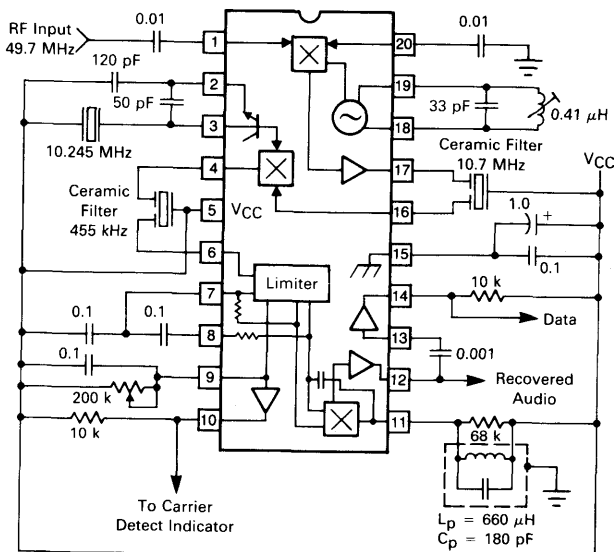 RF Input
49.7 MHz
0.01
1
20
0.01
120 pF
2
19
50 pF
33 pF
0.41 μH
3
18
10.245 MHz
Ceramic Filter
10.7 MHz
4
17
VCC
Ceramic
Filter
455 kHz
5
VCC
16
1.0
+
6
15
0.1
Limiter
7
14
10 k
0.1
0.1
Data
8
13
0.001
0.1
9
12
Recovered
Audio
200 k
10
11
10 k
68 k
To Carrier
Detect Indicator
Lp = 660 μH
Cp = 180 pF